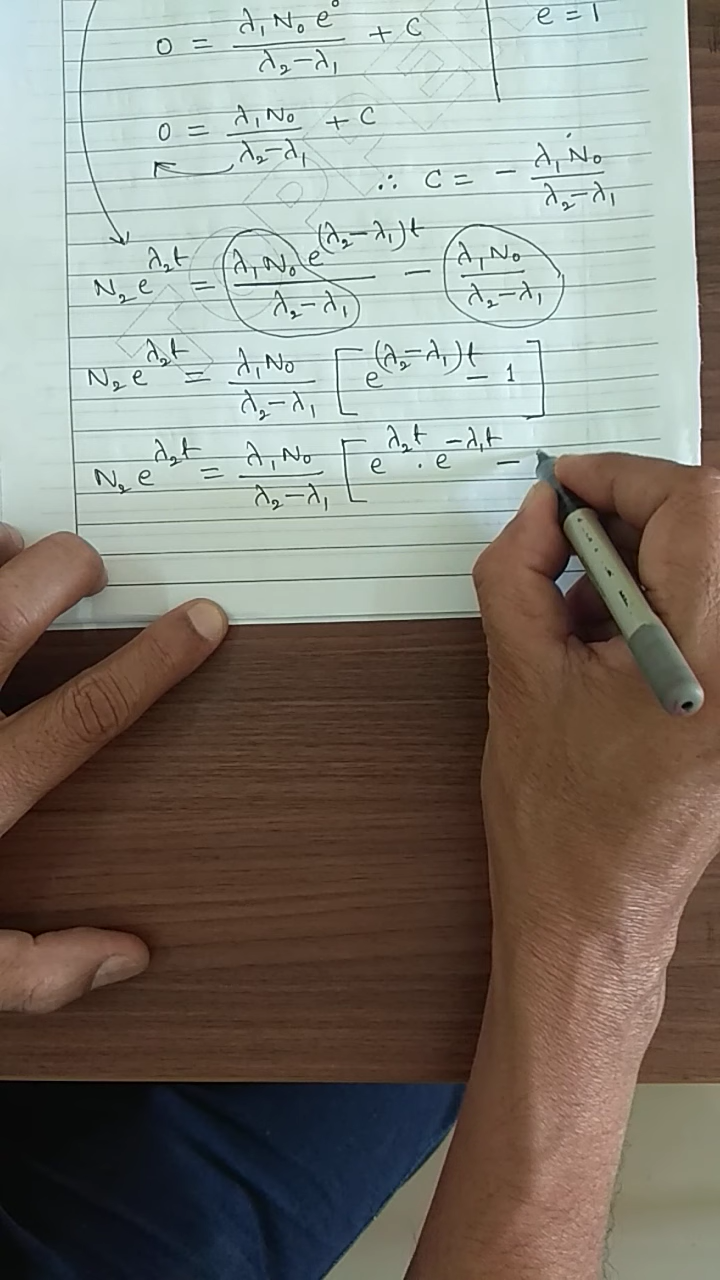 0 = λ₁N₀e⁰/λ₂−λ₁ + C
e = 1
0 = λ₁N₀/λ₂−λ₁ + C
∴ C = − λ₁N₀/λ₂−λ₁
N₂e^λ₂t = λ₁N₀e^(λ₂−λ₁)t/λ₂−λ₁ − λ₁N₀/λ₂−λ₁
N₂e^λ₂t = λ₁N₀/λ₂−λ₁ [e^(λ₂−λ₁)t − 1]
N₂e^λ₂t = λ₁N₀/λ₂−λ₁ [e^λ₂t . e^−λ₁t −